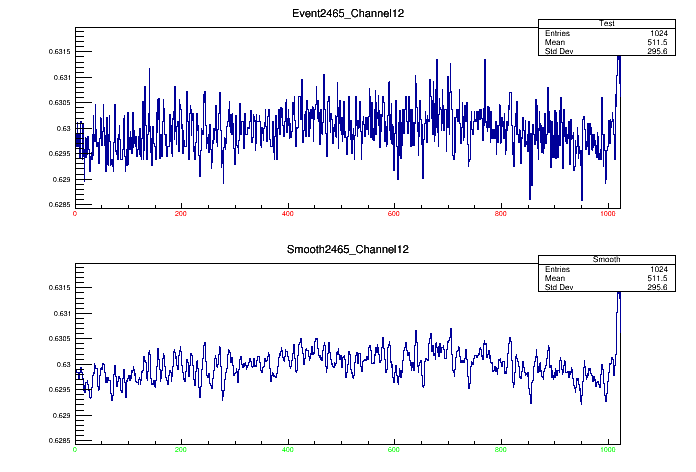 Event2465_Channel12
Test
Entries 1024
Mean 511.5
Std Dev 295.6
0.6315
0.631
0.6305
0.63
0.6295
0.629
0.6285
0 200 400 600 800 1000
Smooth2465_Channel12
Smooth
Entries 1024
Mean 511.5
Std Dev 295.6
0.6315
0.631
0.6305
0.63
0.6295
0.629
0.6285
0 200 400 600 800 1000